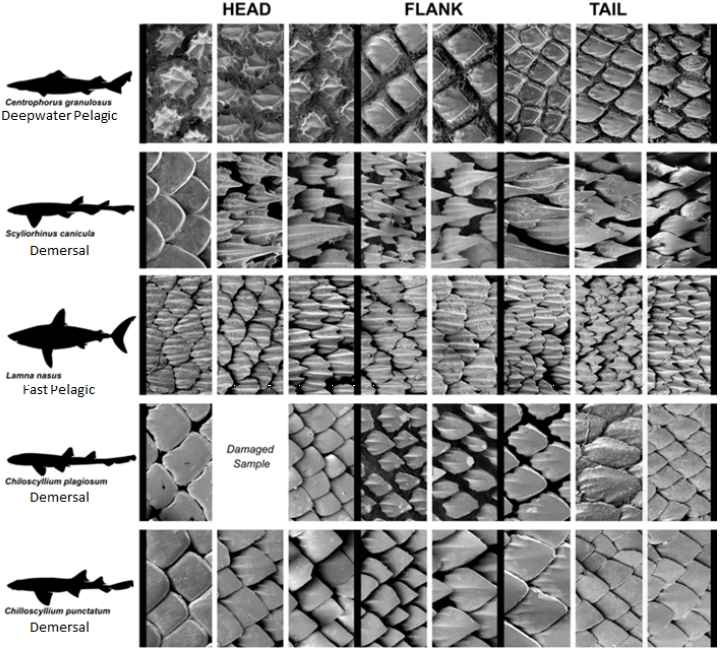 HEAD FLANK TAIL
Centrophorus granulosus
Deepwater Pelagic
Scyliorhinus canicula
Demersal
Lamna nasus
Fast Pelagic
Damaged
Sample
Chiloscyllium plagiosum
Demersal
Chilloscyllium punctatum
Demersal